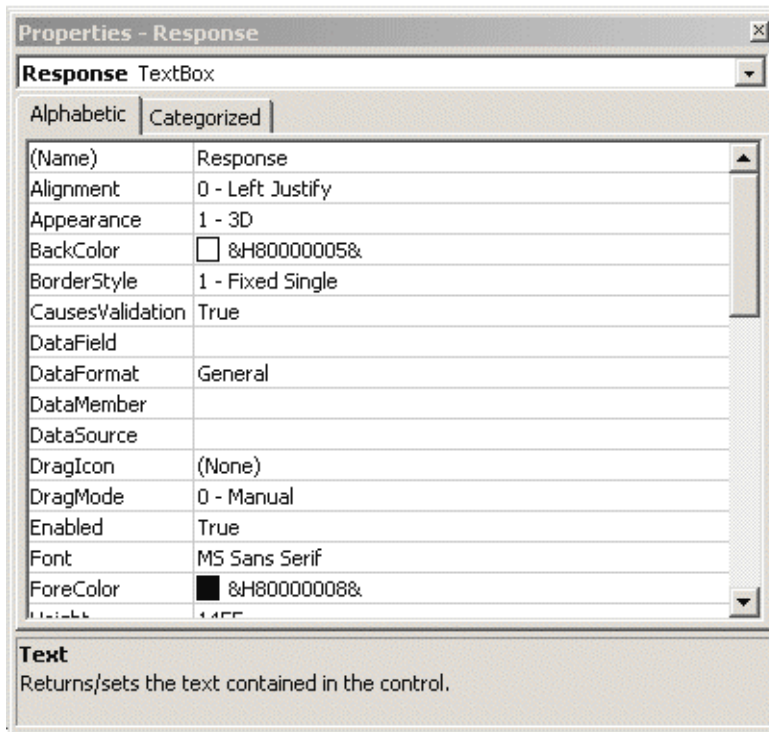 Properties - Response
Response TextBox
Alphabetic Categorized
(Name) Response
Alignment 0 - Left Justify
Appearance 1 - 3D
BackColor &H80000005&
BorderStyle 1 - Fixed Single
CausesValidation True
DataField
DataFormat General
DataMember
DataSource
DragIcon (None)
DragMode 0 - Manual
Enabled True
Font MS Sans Serif
ForeColor &H80000008&
Height
Text
Returns/sets the text contained in the control.